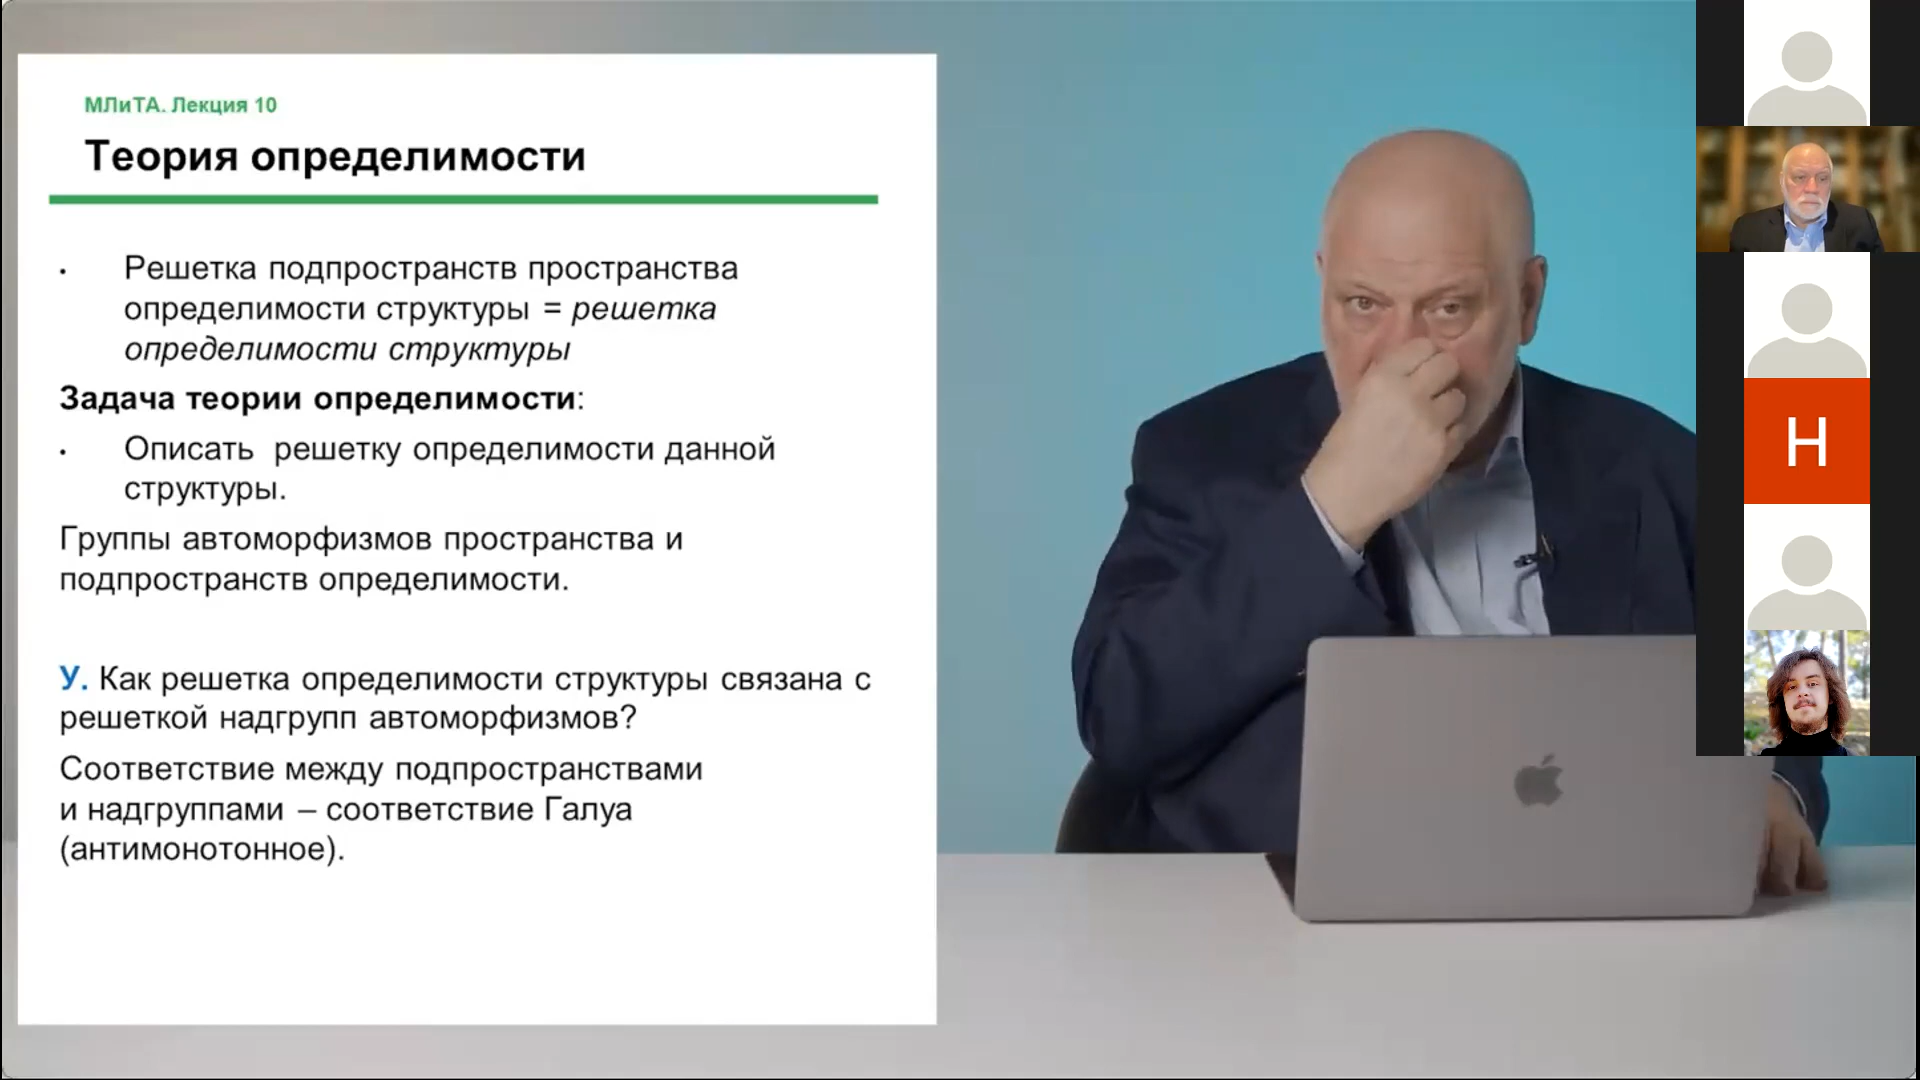 МЛиТА. Лекция 10
Теория определимости
• Решетка подпространств пространства
определимости структуры = решетка
определимости структуры
Задача теории определимости:
• Описать решетку определимости данной
структуры.
Группы автоморфизмов пространства и
подпространств определимости.
У. Как решетка определимости структуры связана с
решеткой надгрупп автоморфизмов?
Соответствие между подпространствами
и надгруппами – соответствие Галуа
(антимонотонное).
Н